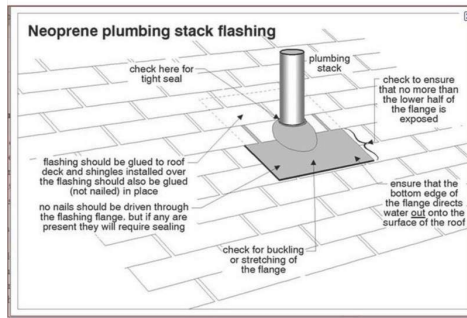 Neoprene plumbing stack flashing
check here for
tight seal
plumbing
stack
check to ensure
that no more than
the lower half of
the flange is
exposed
flashing should be glued to roof
deck and shingles installed over
the flashing should also be glued
(not nailed) in place
no nails should be driven through
the flashing flange. but if any are
present they will require sealing
check for buckling
or stretching of
the flange
ensure that the
bottom edge of
the flange directs
water out onto the
surface of the roof